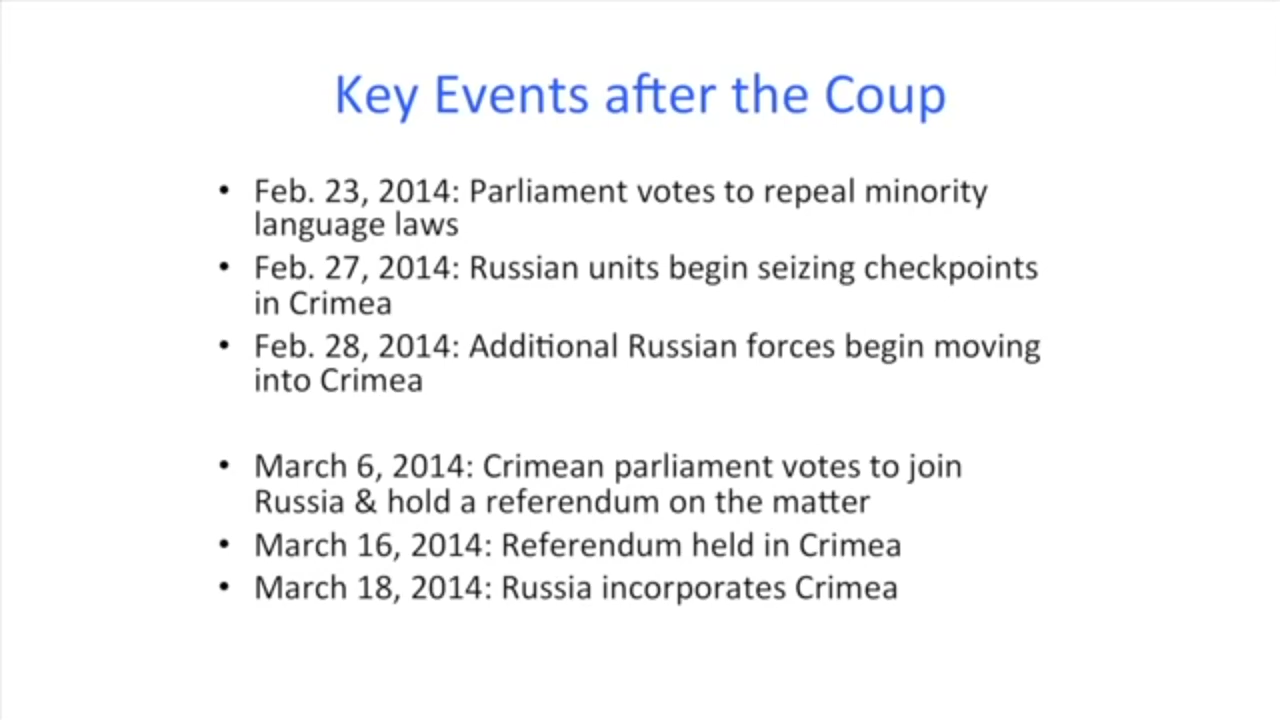 Key Events after the Coup
• Feb. 23, 2014: Parliament votes to repeal minority
language laws
• Feb. 27, 2014: Russian units begin seizing checkpoints
in Crimea
• Feb. 28, 2014: Additional Russian forces begin moving
into Crimea
• March 6, 2014: Crimean parliament votes to join
Russia & hold a referendum on the matter
• March 16, 2014: Referendum held in Crimea
• March 18, 2014: Russia incorporates Crimea